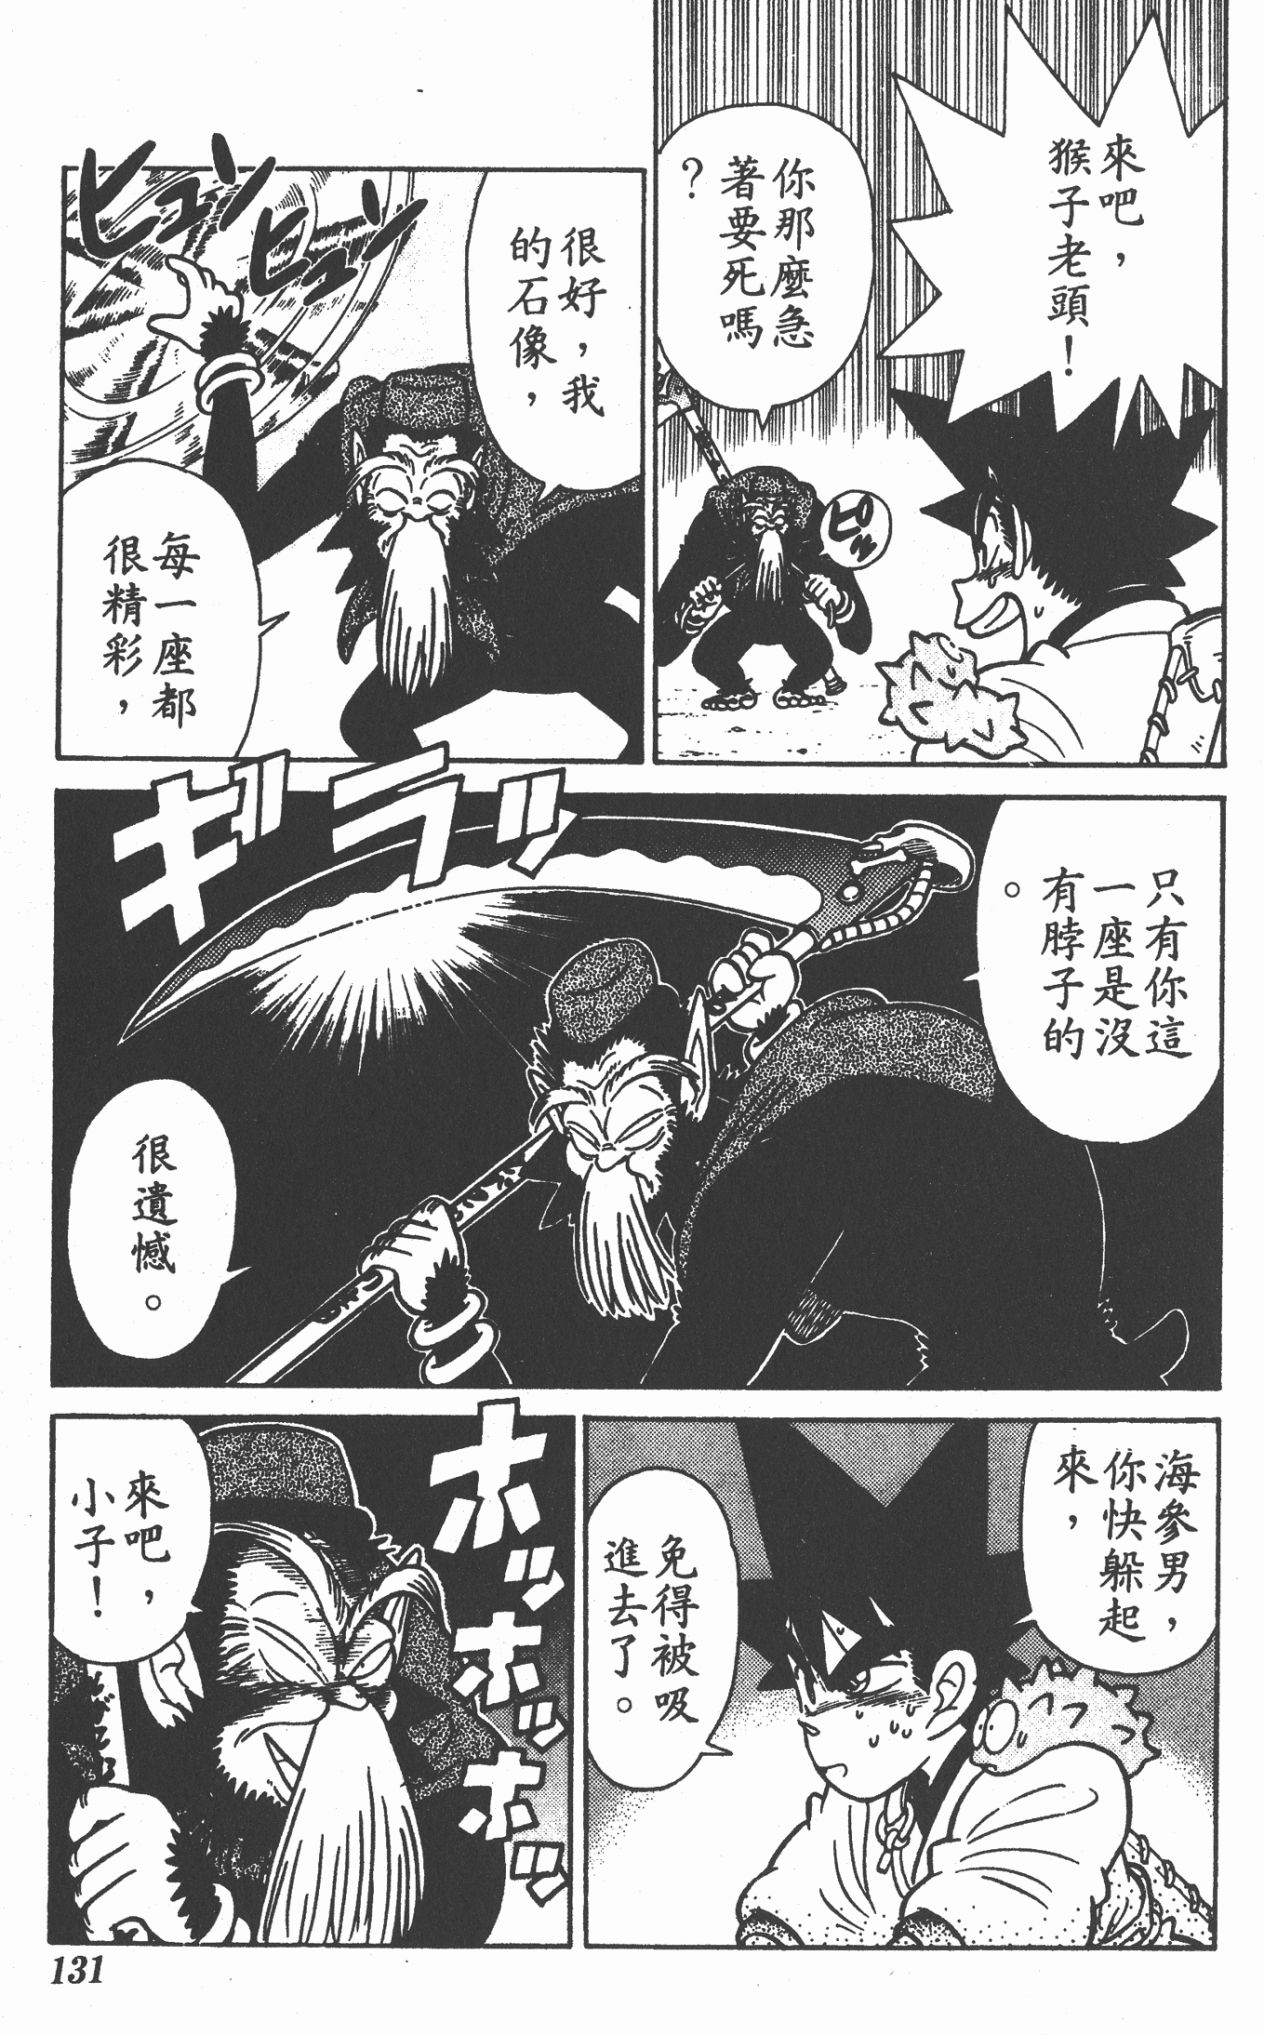 來吧，
猴子老頭！
你那麼急
著要死嗎
？
ピクッ
很好，我
的石像，
ヒュン
ヒュン
每一座都
很精彩，
只有你這
一座是沒
有脖子的
。
ギラッ
很遺憾。
海參男，
你快躲起
來，
免得被吸
進去了。
ホッホッホッホッ
來吧，
小子！
131